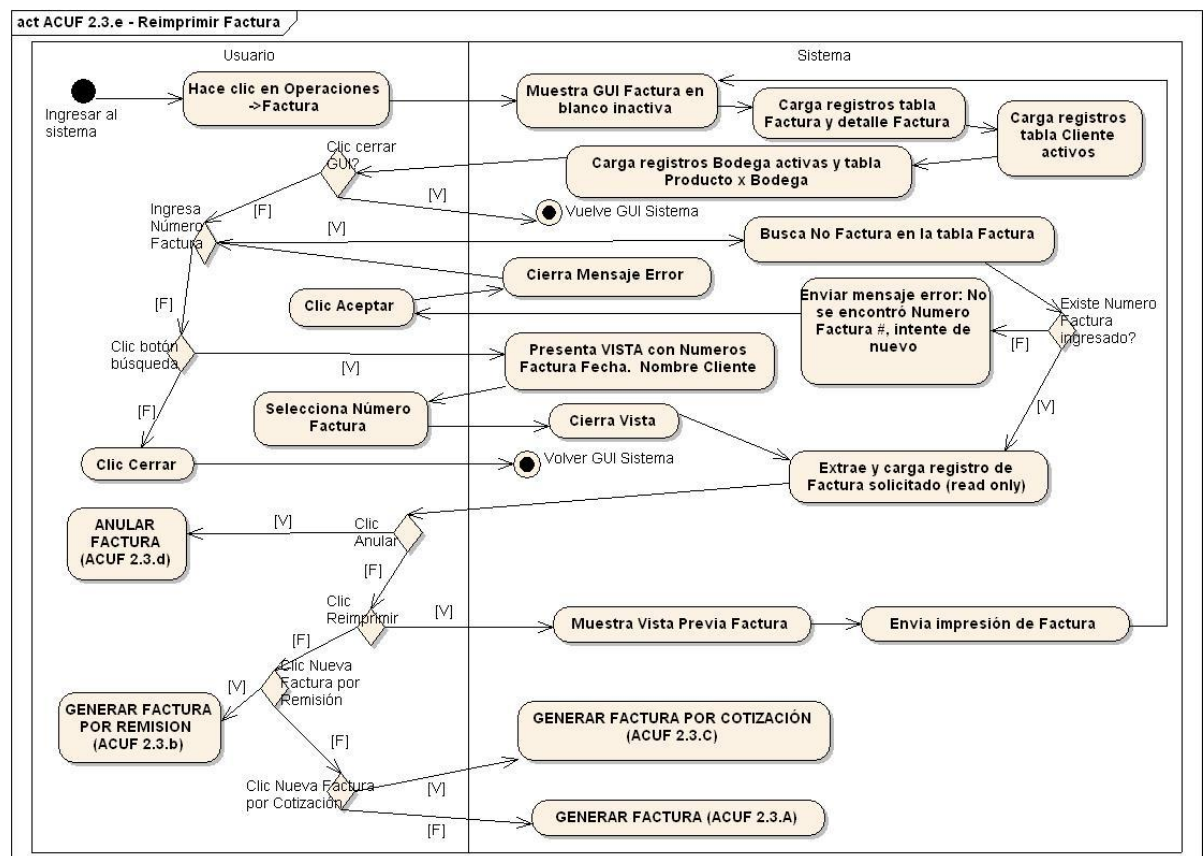 act ACUF 2.3.e - Reimprimir Factura
Usuario
Sistema
Ingresar al
sistema
Hace clic en Operaciones
->Factura
Muestra GUI Factura en
blanco inactiva
Carga registros tabla
Factura y detalle Factura
Carga registros
tabla Cliente
activos
Carga registros Bodega activas y tabla
Producto x Bodega
Clic cerrar
GUI?
[V]
Vuelve GUI Sistema
[F]
Ingresa
Número
Factura
[V]
Busca No Factura en la tabla Factura
Existe Numero
Factura
ingresado?
[F]
Enviar mensaje error: No
se encontró Numero
Factura #, intente de
nuevo
Clic Aceptar
Cierra Mensaje Error
[F]
Clic botón
búsqueda
[V]
Presenta VISTA con Numeros
Factura Fecha. Nombre Cliente
Selecciona Número
Factura
Cierra Vista
[V]
[F]
Clic Cerrar
Volver GUI Sistema
Extrae y carga registro de
Factura solicitado (read only)
Clic
Anular
[V]
ANULAR
FACTURA
(ACUF 2.3.d)
[F]
Clic
Reimprimir
[V]
Muestra Vista Previa Factura
Envia impresión de Factura
[F]
Clic Nueva
Factura por
Remisión
[V]
GENERAR FACTURA
POR REMISION
(ACUF 2.3.b)
[F]
Clic Nueva Factura
por Cotización
[V]
GENERAR FACTURA POR COTIZACIÓN
(ACUF 2.3.C)
[F]
GENERAR FACTURA (ACUF 2.3.A)